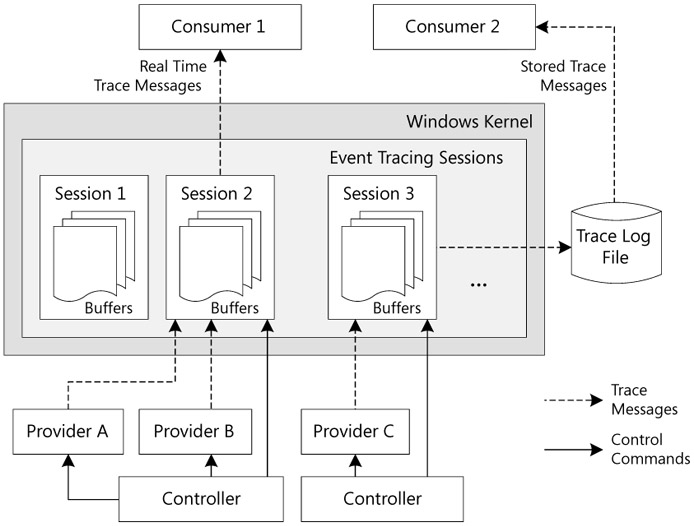 Consumer 1
Consumer 2
Real Time
Trace Messages
Stored Trace
Messages
Windows Kernel
Event Tracing Sessions
Session 1
Buffers
Session 2
Buffers
Session 3
Buffers
...
Trace Log
File
Provider A
Provider B
Provider C
Controller
Controller
Trace
Messages
Control
Commands